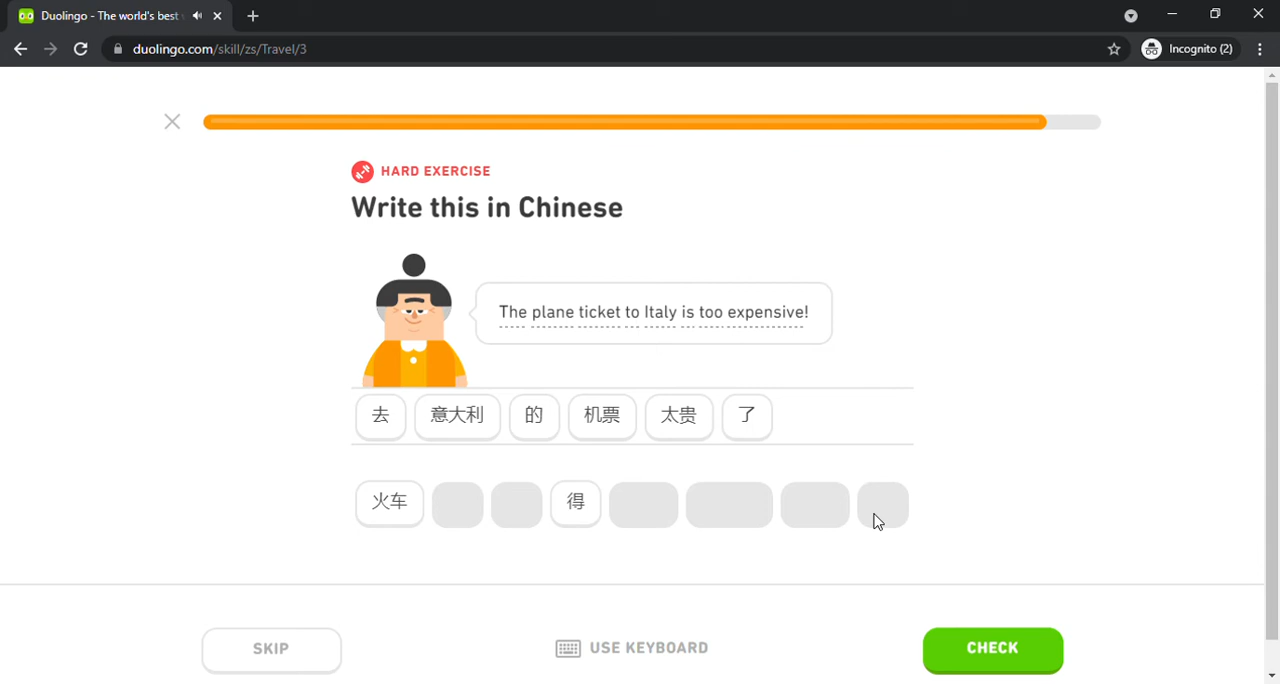 Duolingo - The world's best
duolingo.com/skill/zs/Travel/3
Incognito (2)
HARD EXERCISE
Write this in Chinese
The plane ticket to Italy is too expensive!
去 意大利 的 机票 太贵 了
火车 得
SKIP
USE KEYBOARD
CHECK